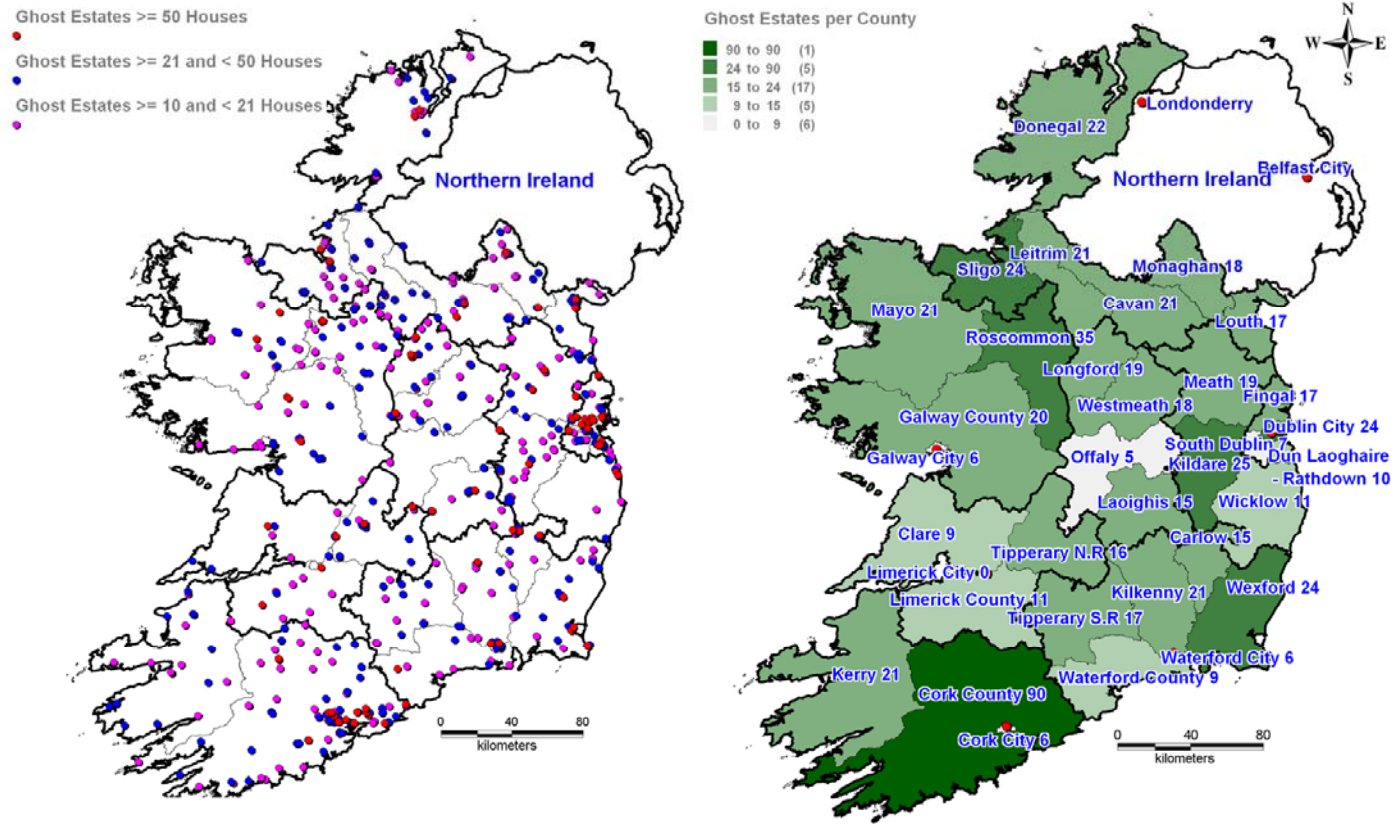 Ghost Estates >= 50 Houses
Ghost Estates >= 21 and < 50 Houses
Ghost Estates >= 10 and < 21 Houses
Northern Ireland
0 40 80
kilometers
Ghost Estates per County
90 to 90 (1)
24 to 90 (5)
15 to 24 (17)
9 to 15 (5)
0 to 9 (6)
N
W E
S
Londonderry
Donegal 22
Belfast City
Northern Ireland
Leitrim 21
Sligo 24
Monaghan 18
Cavan 21
Mayo 21
Louth 17
Roscommon 35
Longford 19
Meath 19
Fingal 17
Westmeath 18
Galway County 20
Dublin City 24
South Dublin 7
Dun Laoghaire
- Rathdown 10
Galway City 6
Offaly 5
Kildare 25
Laoighis 15
Wicklow 11
Clare 9
Carlow 15
Tipperary N.R 16
Limerick City 0
Limerick County 11
Kilkenny 21
Wexford 24
Tipperary S.R 17
Waterford City 6
Waterford County 9
Kerry 21
Cork County 90
Cork City 6
0 40 80
kilometers